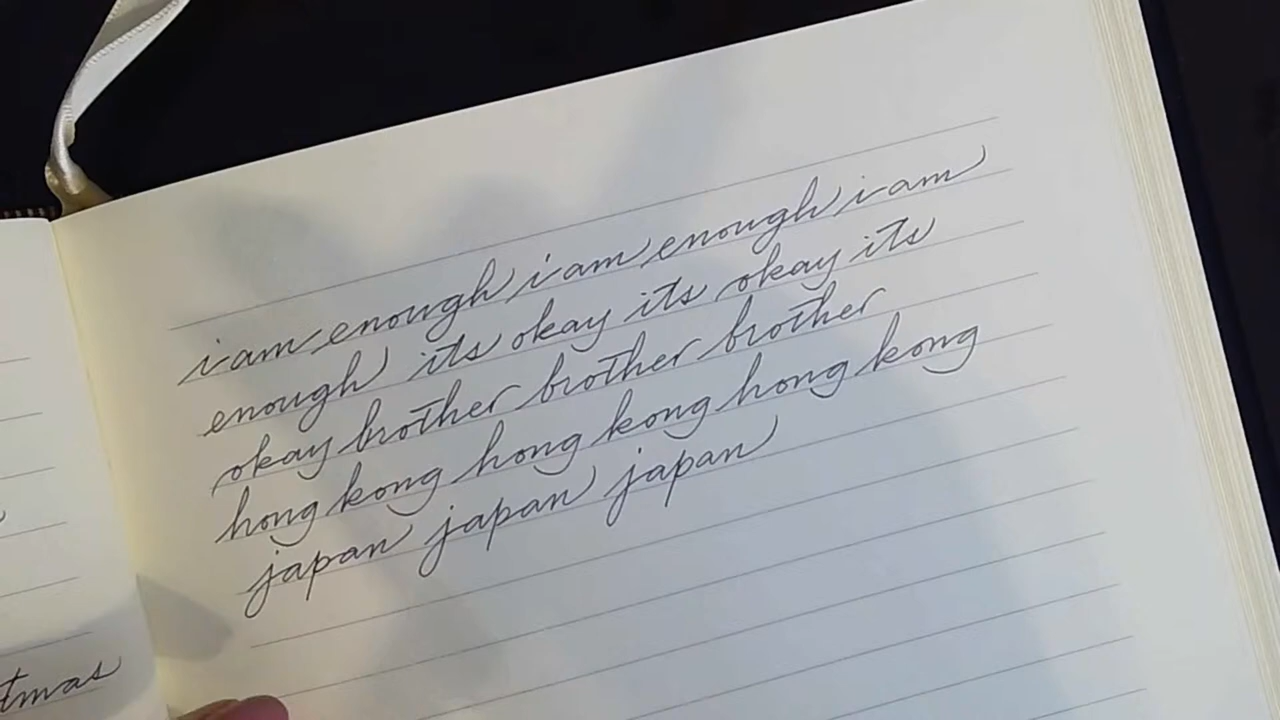 i am enough i am enough i am
enough its okay its okay its
okay brother brother brother
hong kong hong kong hong kong
japan japan japan
tmas